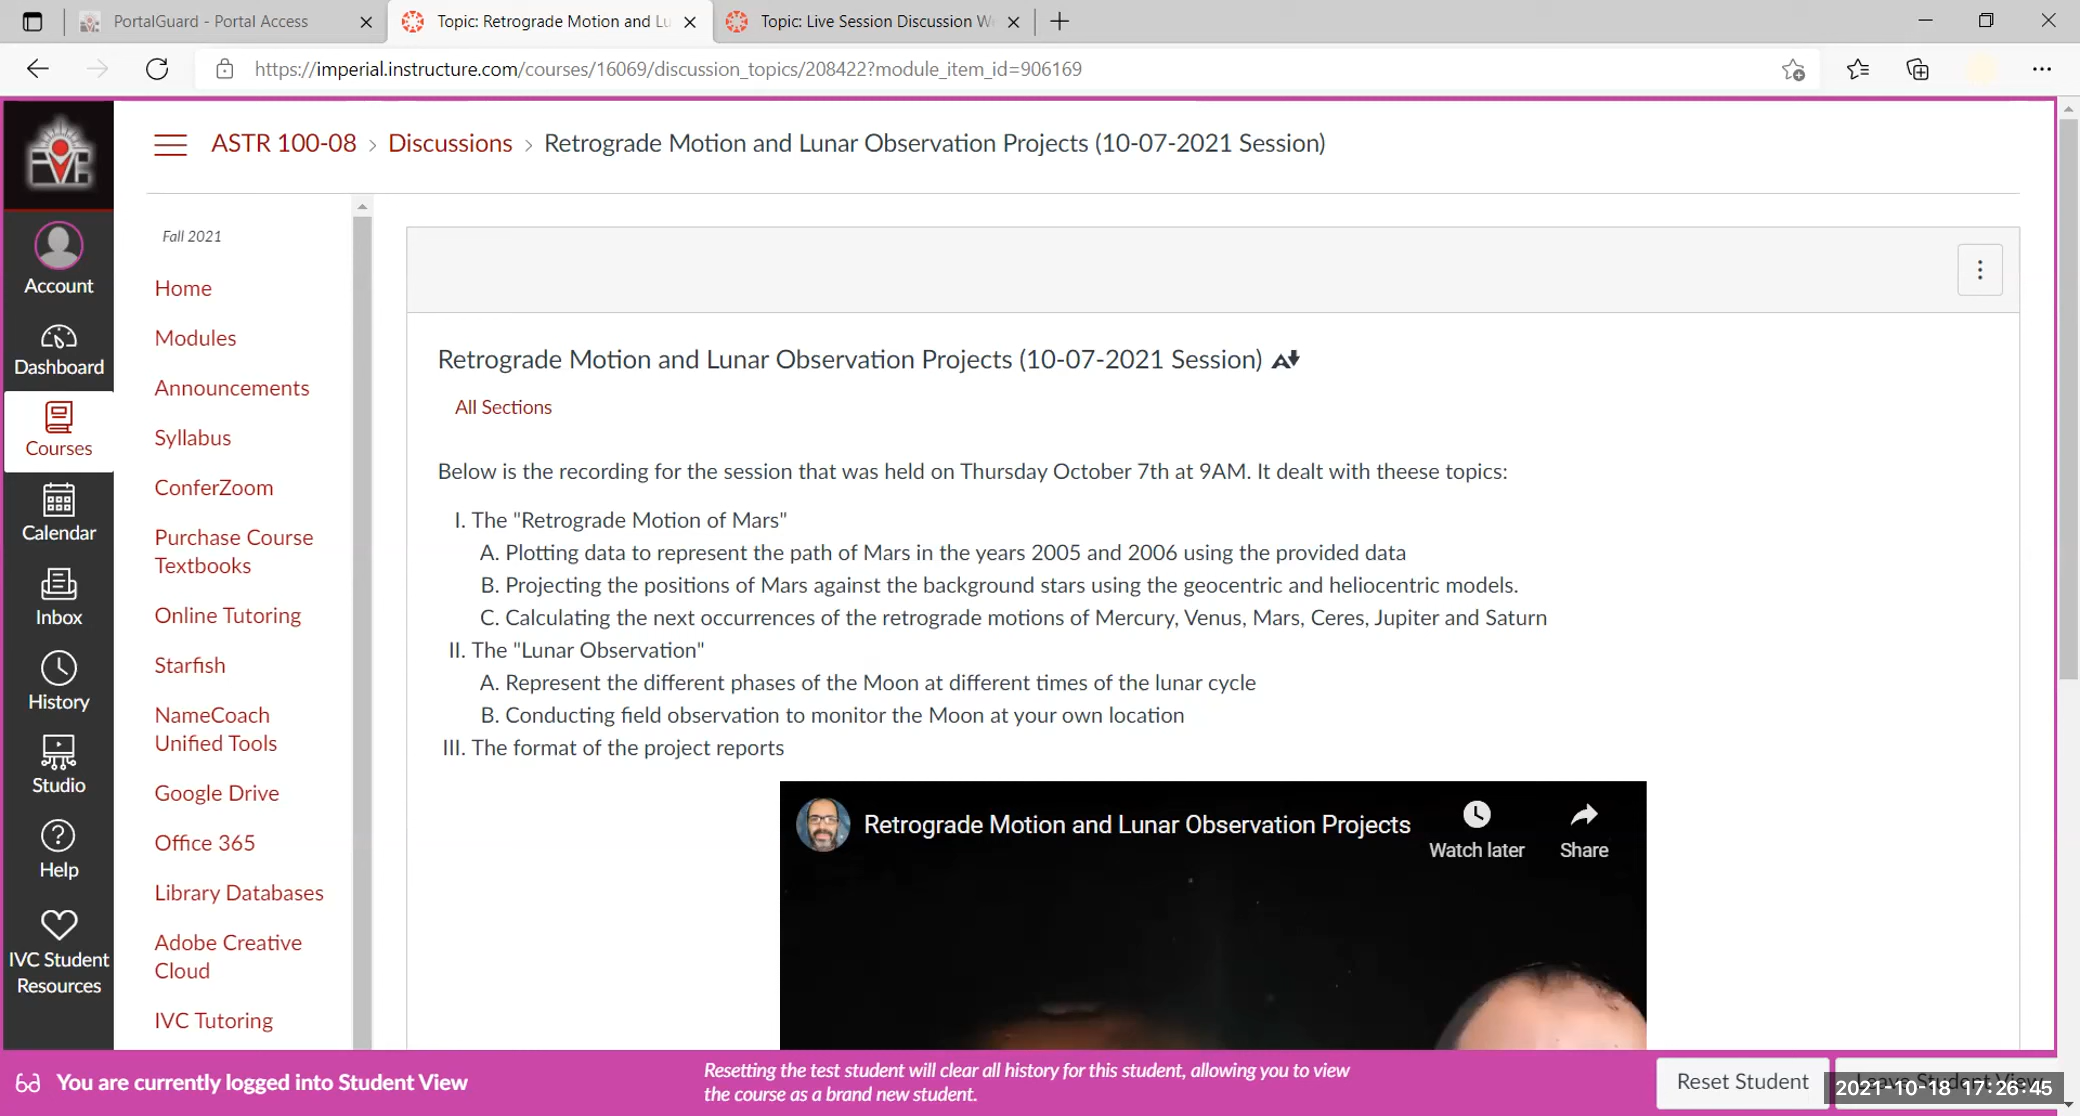 PortalGuard - Portal Access
Topic: Retrograde Motion and Lu
Topic: Live Session Discussion W
https://imperial.instructure.com/courses/16069/discussion_topics/208422?module_item_id=906169
IVC
ASTR 100-08 > Discussions > Retrograde Motion and Lunar Observation Projects (10-07-2021 Session)
Account
Dashboard
Courses
Calendar
Inbox
History
Studio
Help
IVC Student
Resources
Fall 2021
Home
Modules
Announcements
Syllabus
ConferZoom
Purchase Course
Textbooks
Online Tutoring
Starfish
NameCoach
Unified Tools
Google Drive
Office 365
Library Databases
Adobe Creative
Cloud
IVC Tutoring
Retrograde Motion and Lunar Observation Projects (10-07-2021 Session)
All Sections
Below is the recording for the session that was held on Thursday October 7th at 9AM. It dealt with theese topics:
I. The "Retrograde Motion of Mars"
A. Plotting data to represent the path of Mars in the years 2005 and 2006 using the provided data
B. Projecting the positions of Mars against the background stars using the geocentric and heliocentric models.
C. Calculating the next occurrences of the retrograde motions of Mercury, Venus, Mars, Ceres, Jupiter and Saturn
II. The "Lunar Observation"
A. Represent the different phases of the Moon at different times of the lunar cycle
B. Conducting field observation to monitor the Moon at your own location
III. The format of the project reports
Retrograde Motion and Lunar Observation Projects
Watch later
Share
You are currently logged into Student View
Resetting the test student will clear all history for this student, allowing you to view
the course as a brand new student.
Reset Student
Leave Student View
2021-10-18 17:26:45